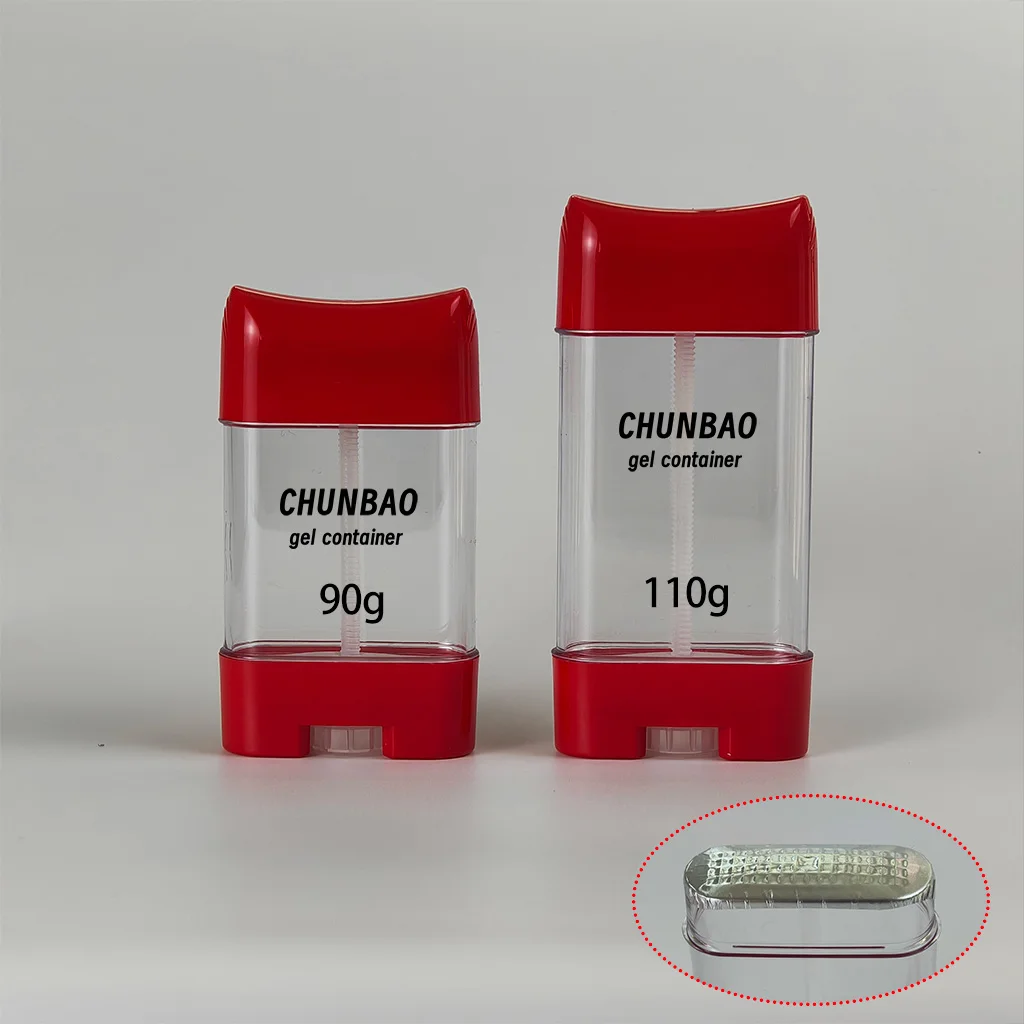 CHUNBAO
gel container
90g
CHUNBAO
gel container
110g